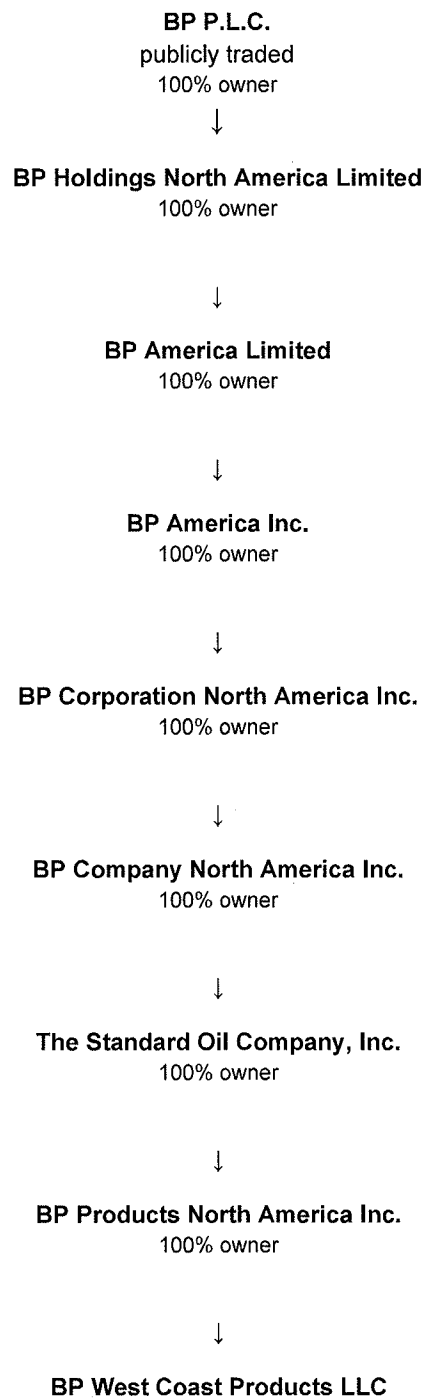 BP P.L.C.
publicly traded
100% owner
↓
BP Holdings North America Limited
100% owner
↓
BP America Limited
100% owner
↓
BP America Inc.
100% owner
↓
BP Corporation North America Inc.
100% owner
↓
BP Company North America Inc.
100% owner
↓
The Standard Oil Company, Inc.
100% owner
↓
BP Products North America Inc.
100% owner
↓
BP West Coast Products LLC